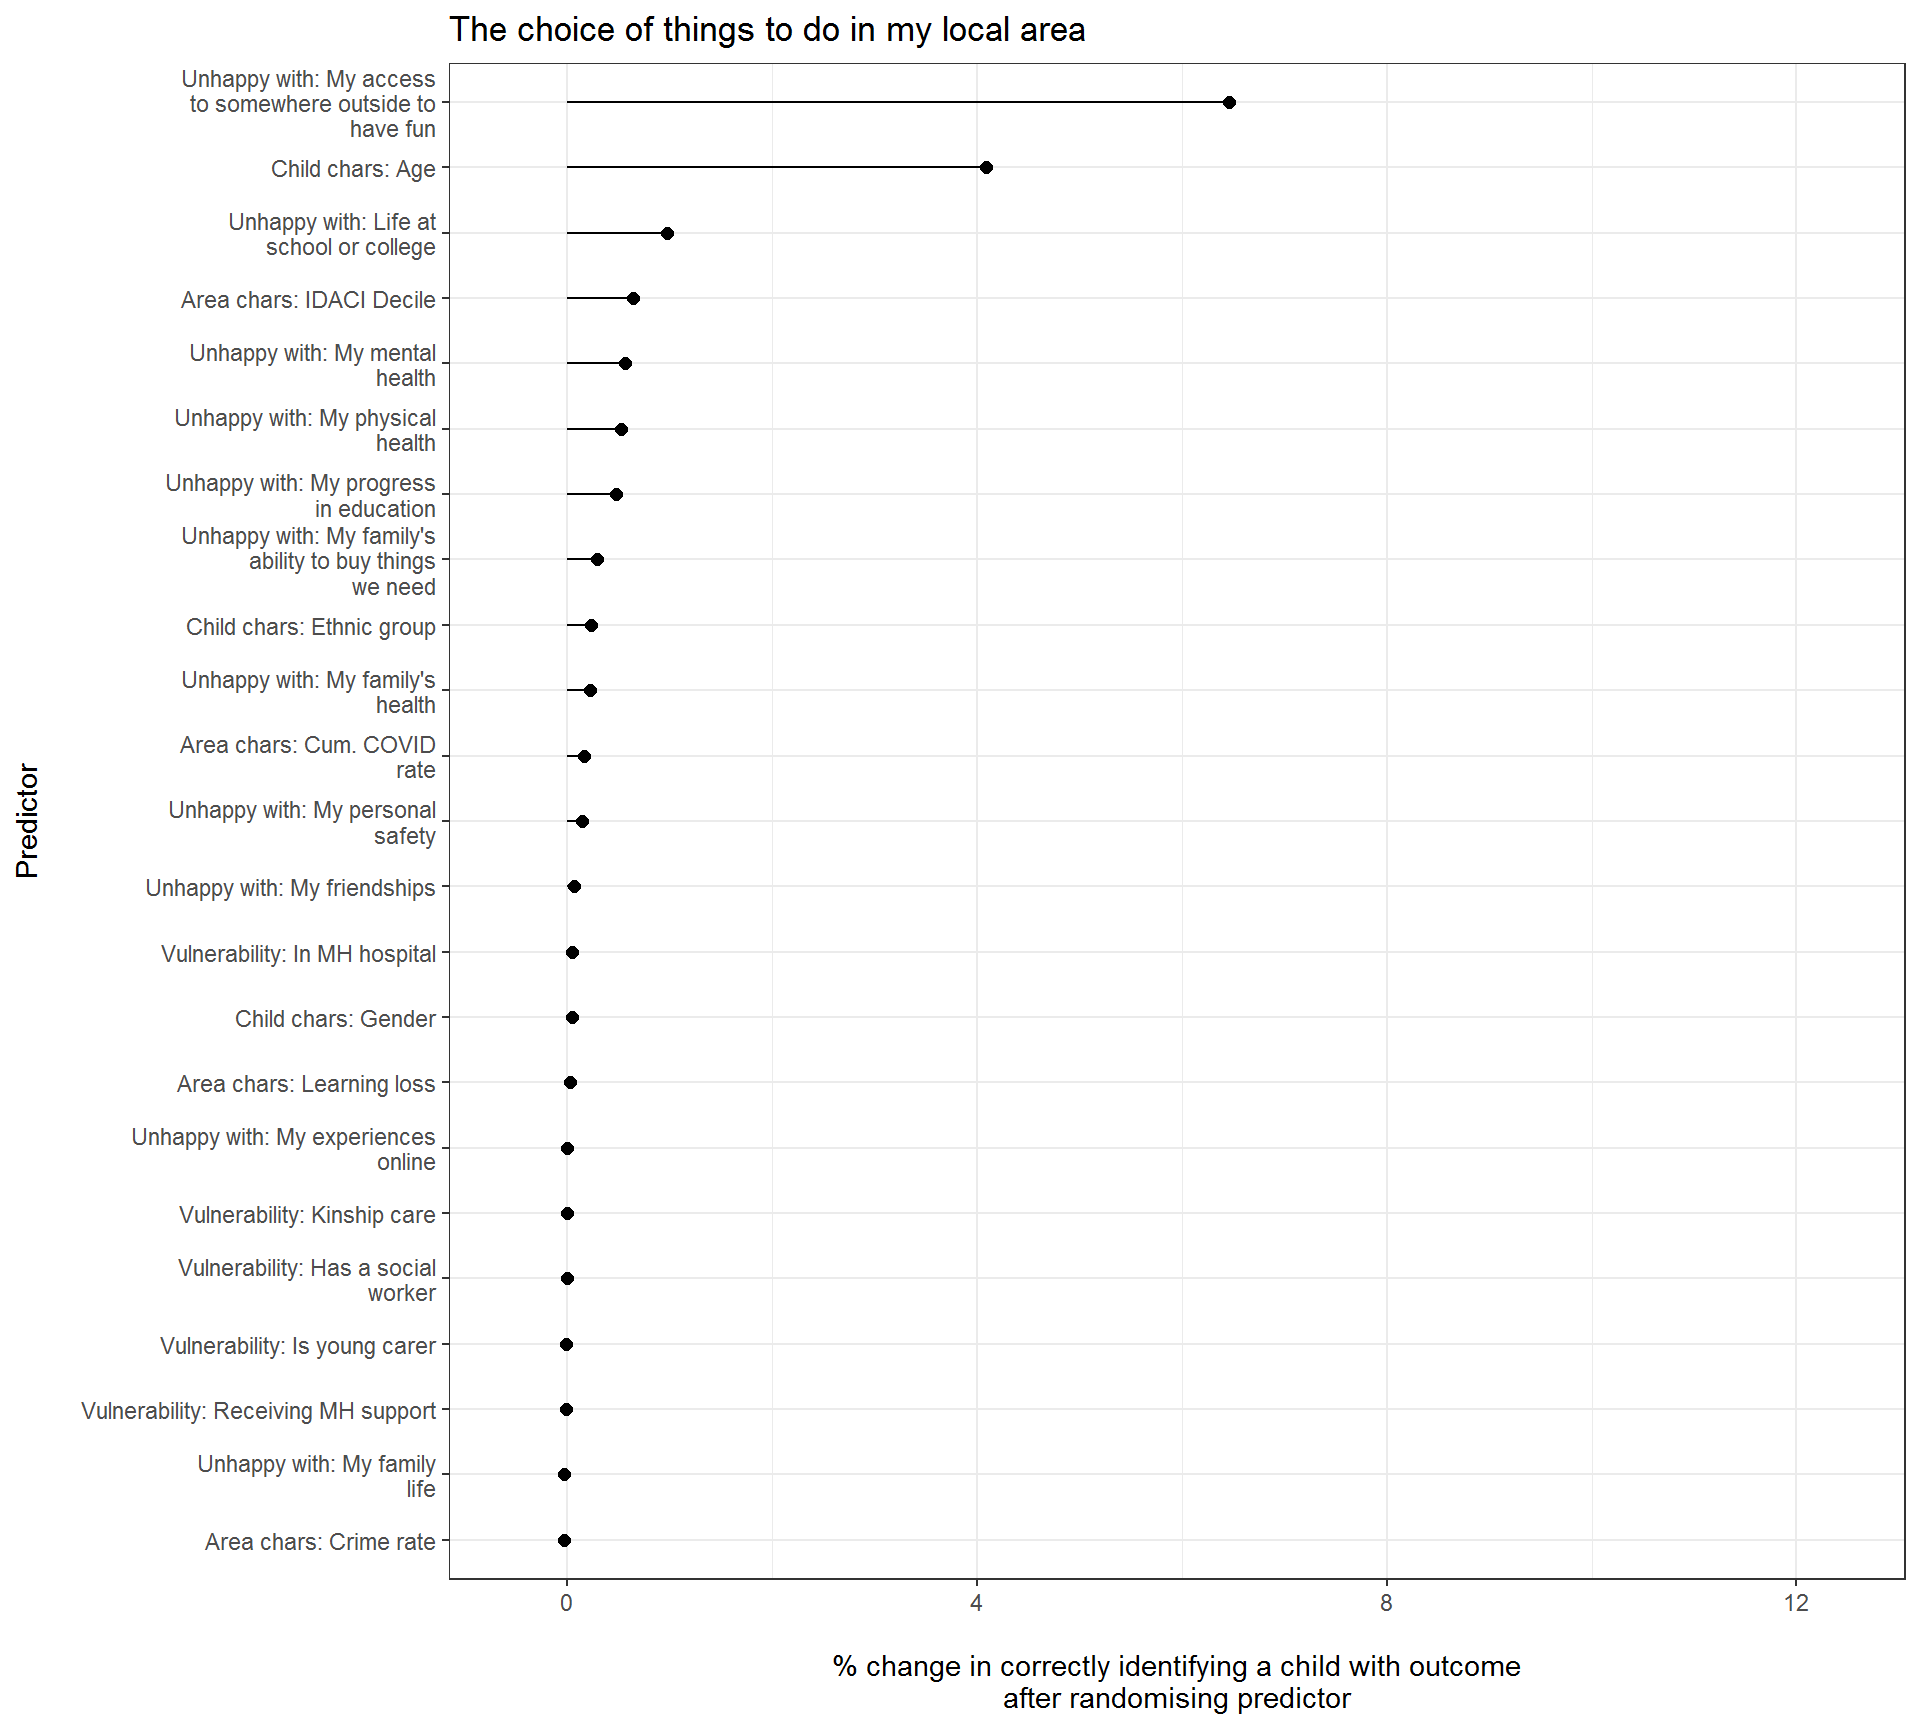 The choice of things to do in my local area
Unhappy with: My access
to somewhere outside to
have fun
Child chars: Age
Unhappy with: Life at
school or college
Area chars: IDACI Decile
Unhappy with: My mental
health
Unhappy with: My physical
health
Unhappy with: My progress
in education
Unhappy with: My family's
ability to buy things
we need
Child chars: Ethnic group
Unhappy with: My family's
health
Area chars: Cum. COVID
rate
Unhappy with: My personal
safety
Unhappy with: My friendships
Vulnerability: In MH hospital
Child chars: Gender
Area chars: Learning loss
Unhappy with: My experiences
online
Vulnerability: Kinship care
Vulnerability: Has a social
worker
Vulnerability: Is young carer
Vulnerability: Receiving MH support
Unhappy with: My family
life
Area chars: Crime rate
Predictor
0 4 8 12
% change in correctly identifying a child with outcome
after randomising predictor